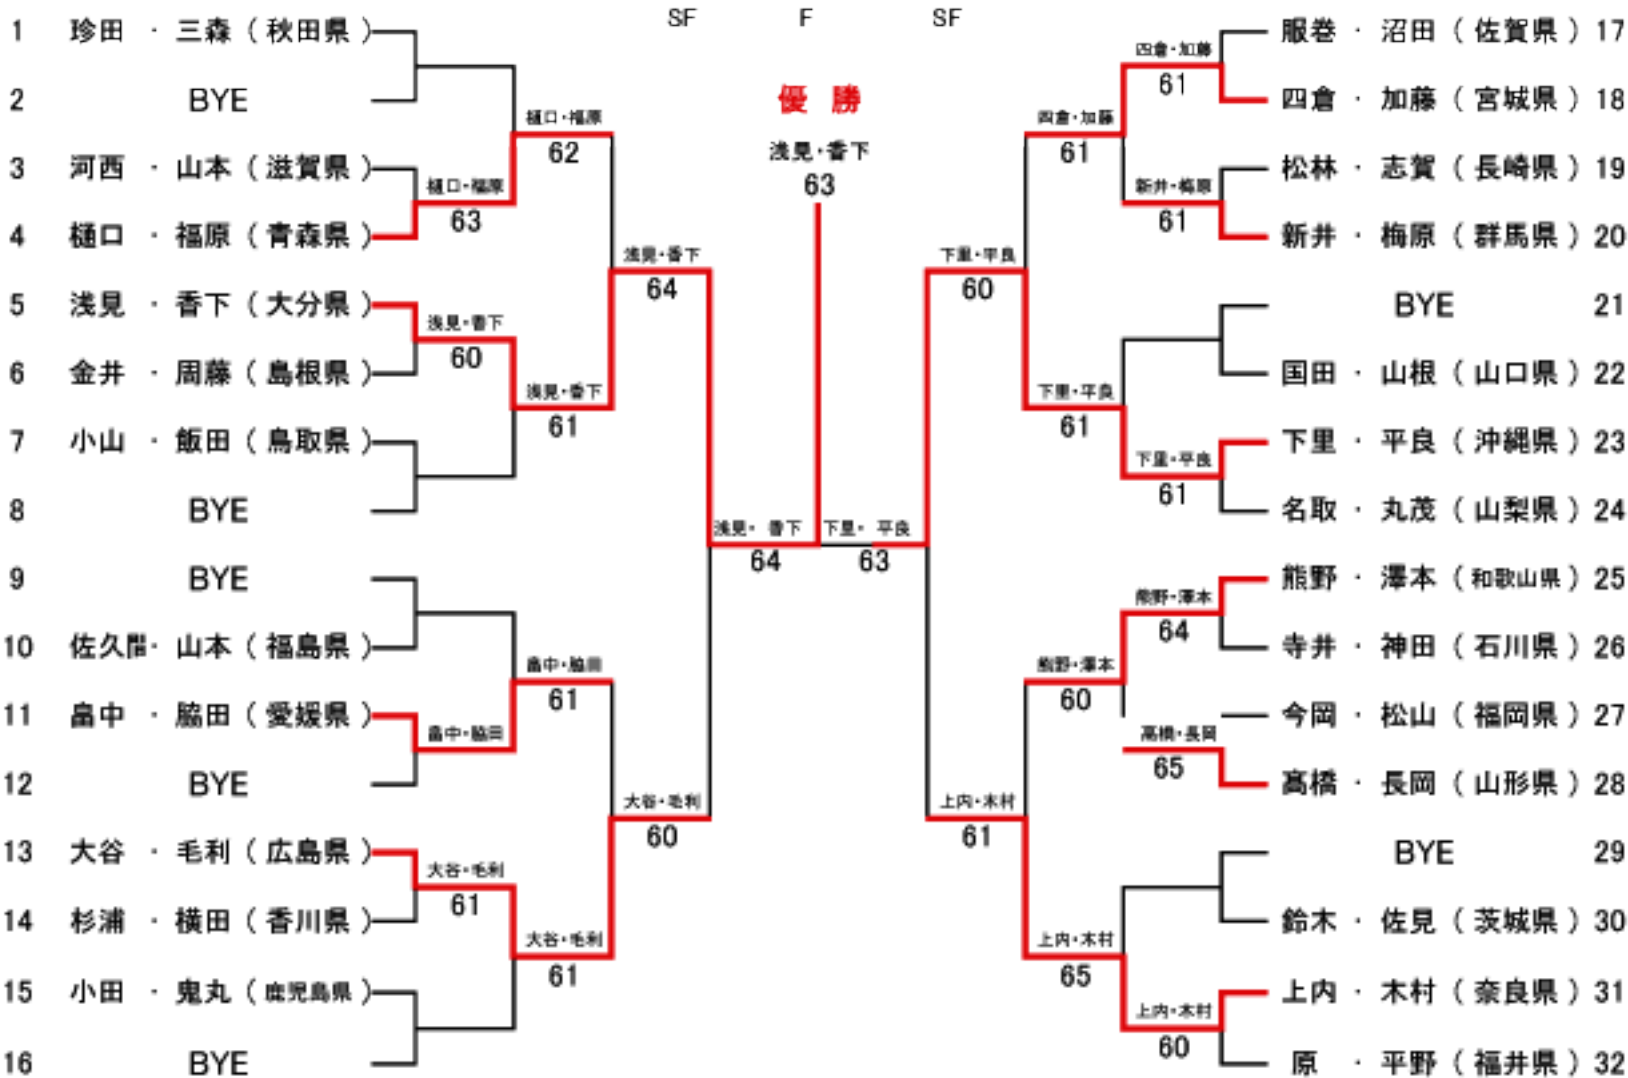 SF F SF
1 珍田 ・ 三森 ( 秋田県 )
2 BYE
3 河西 ・ 山本 ( 滋賀県 )
4 樋口 ・ 福原 ( 青森県 )
5 浅見 ・ 香下 ( 大分県 )
6 金井 ・ 周藤 ( 島根県 )
7 小山 ・ 飯田 ( 鳥取県 )
8 BYE
9 BYE
10 佐久間・ 山本 ( 福島県 )
11 畠中 ・ 脇田 ( 愛媛県 )
12 BYE
13 大谷 ・ 毛利 ( 広島県 )
14 杉浦 ・ 横田 ( 香川県 )
15 小田 ・ 鬼丸 ( 鹿児島県 )
16 BYE
樋口・福原
63
浅見・香下
60
畠中・脇田
大谷・毛利
61
樋口・福原
62
浅見・香下
61
畠中・脇田
61
大谷・毛利
61
浅見・香下
64
大谷・毛利
60
浅見・ 香下
64
優 勝
浅見・香下
63
下里・ 平良
63
下里・平良
60
上内・木村
61
四倉・加藤
61
下里・平良
61
熊野・澤本
60
上内・木村
65
四倉・加藤
61
新井・梅原
61
下里・平良
61
熊野・澤本
64
高橋・長岡
65
上内・木村
60
服巻 ・ 沼田 ( 佐賀県 ) 17
四倉 ・ 加藤 ( 宮城県 ) 18
松林 ・ 志賀 ( 長崎県 ) 19
新井 ・ 梅原 ( 群馬県 ) 20
BYE 21
国田 ・ 山根 ( 山口県 ) 22
下里 ・ 平良 ( 沖縄県 ) 23
名取 ・ 丸茂 ( 山梨県 ) 24
熊野 ・ 澤本 ( 和歌山県 ) 25
寺井 ・ 神田 ( 石川県 ) 26
今岡 ・ 松山 ( 福岡県 ) 27
髙橋 ・ 長岡 ( 山形県 ) 28
BYE 29
鈴木 ・ 佐見 ( 茨城県 ) 30
上内 ・ 木村 ( 奈良県 ) 31
原 ・ 平野 ( 福井県 ) 32